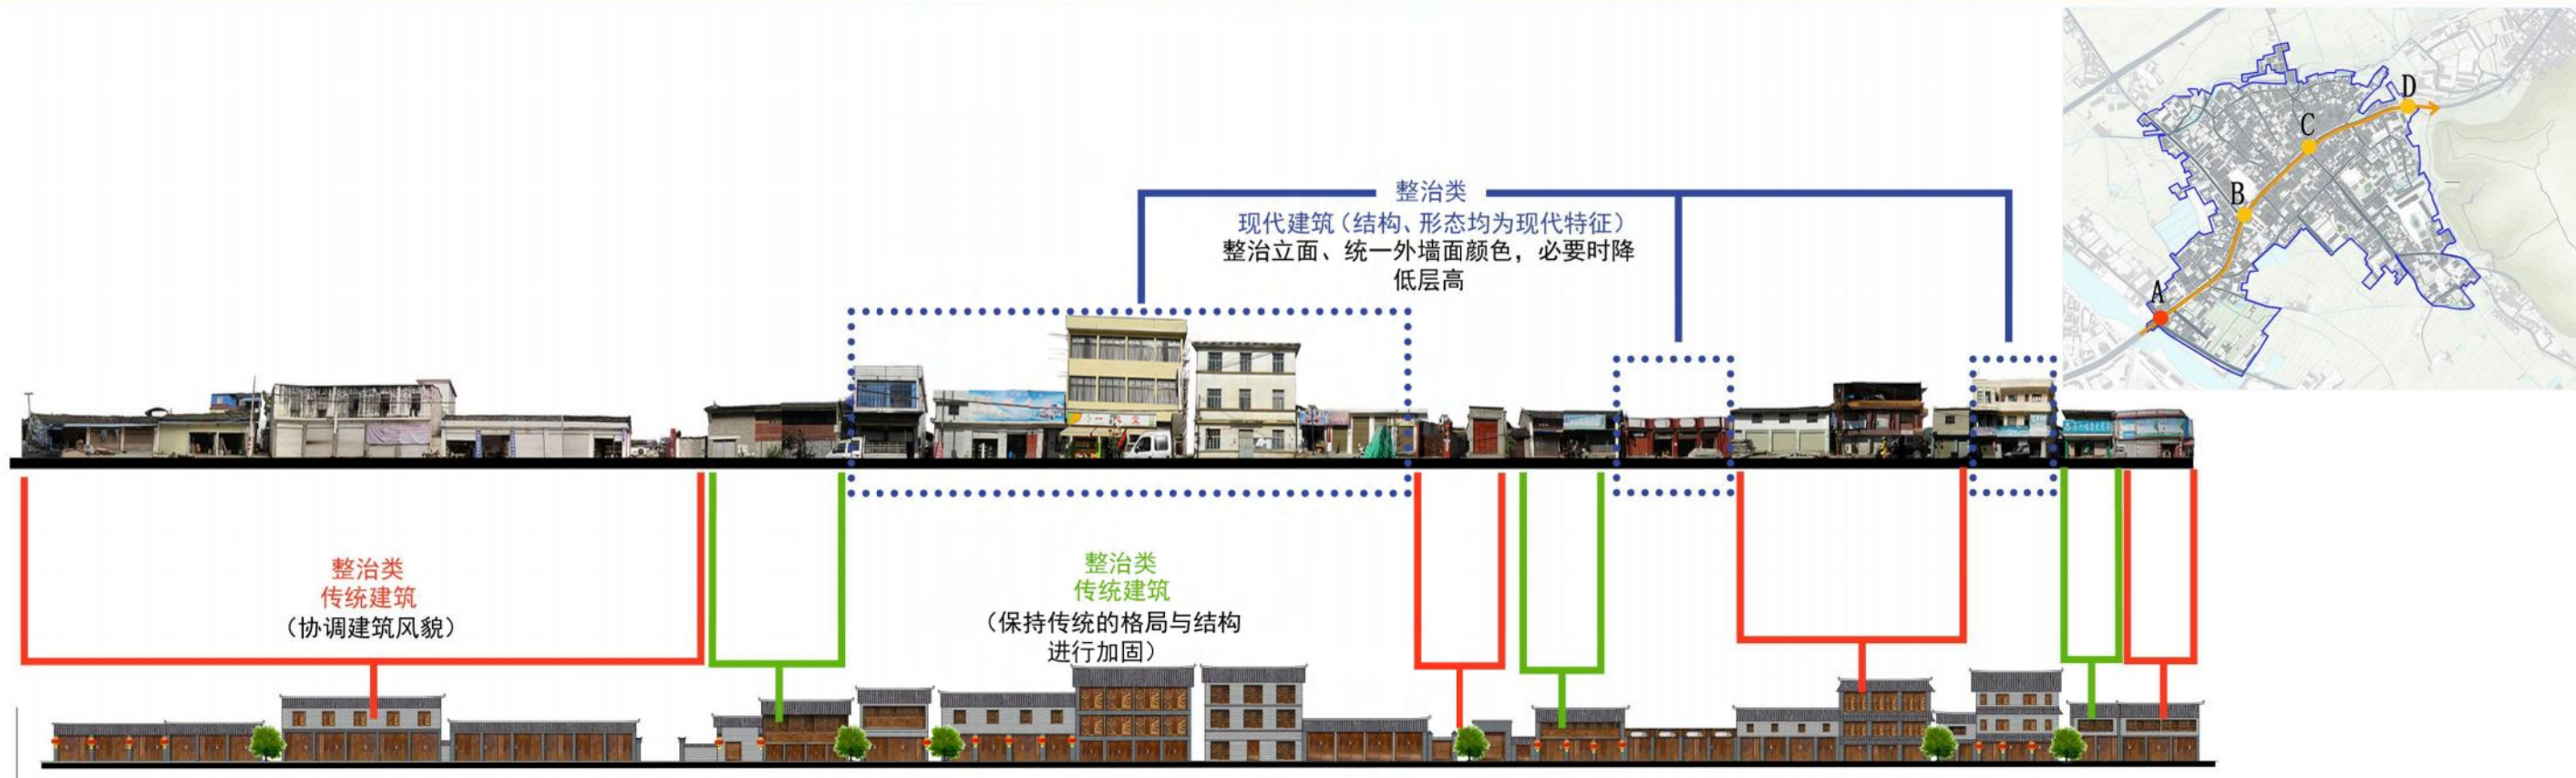 整治类
现代建筑（结构、形态均为现代特征）
整治立面、统一外墙面颜色，必要时降
低层高
D
C
B
A
整治类
传统建筑
（协调建筑风貌）
整治类
传统建筑
（保持传统的格局与结构
进行加固）